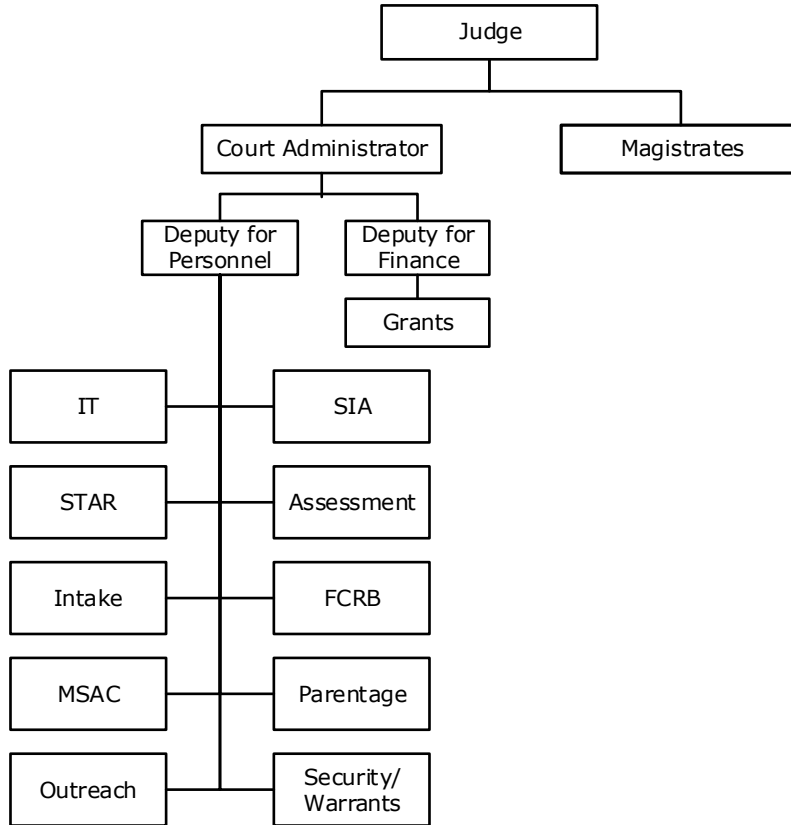 Judge
Court Administrator
Magistrates
Deputy for
Personnel
Deputy for
Finance
Grants
IT
SIA
STAR
Assessment
Intake
FCRB
MSAC
Parentage
Outreach
Security/
Warrants